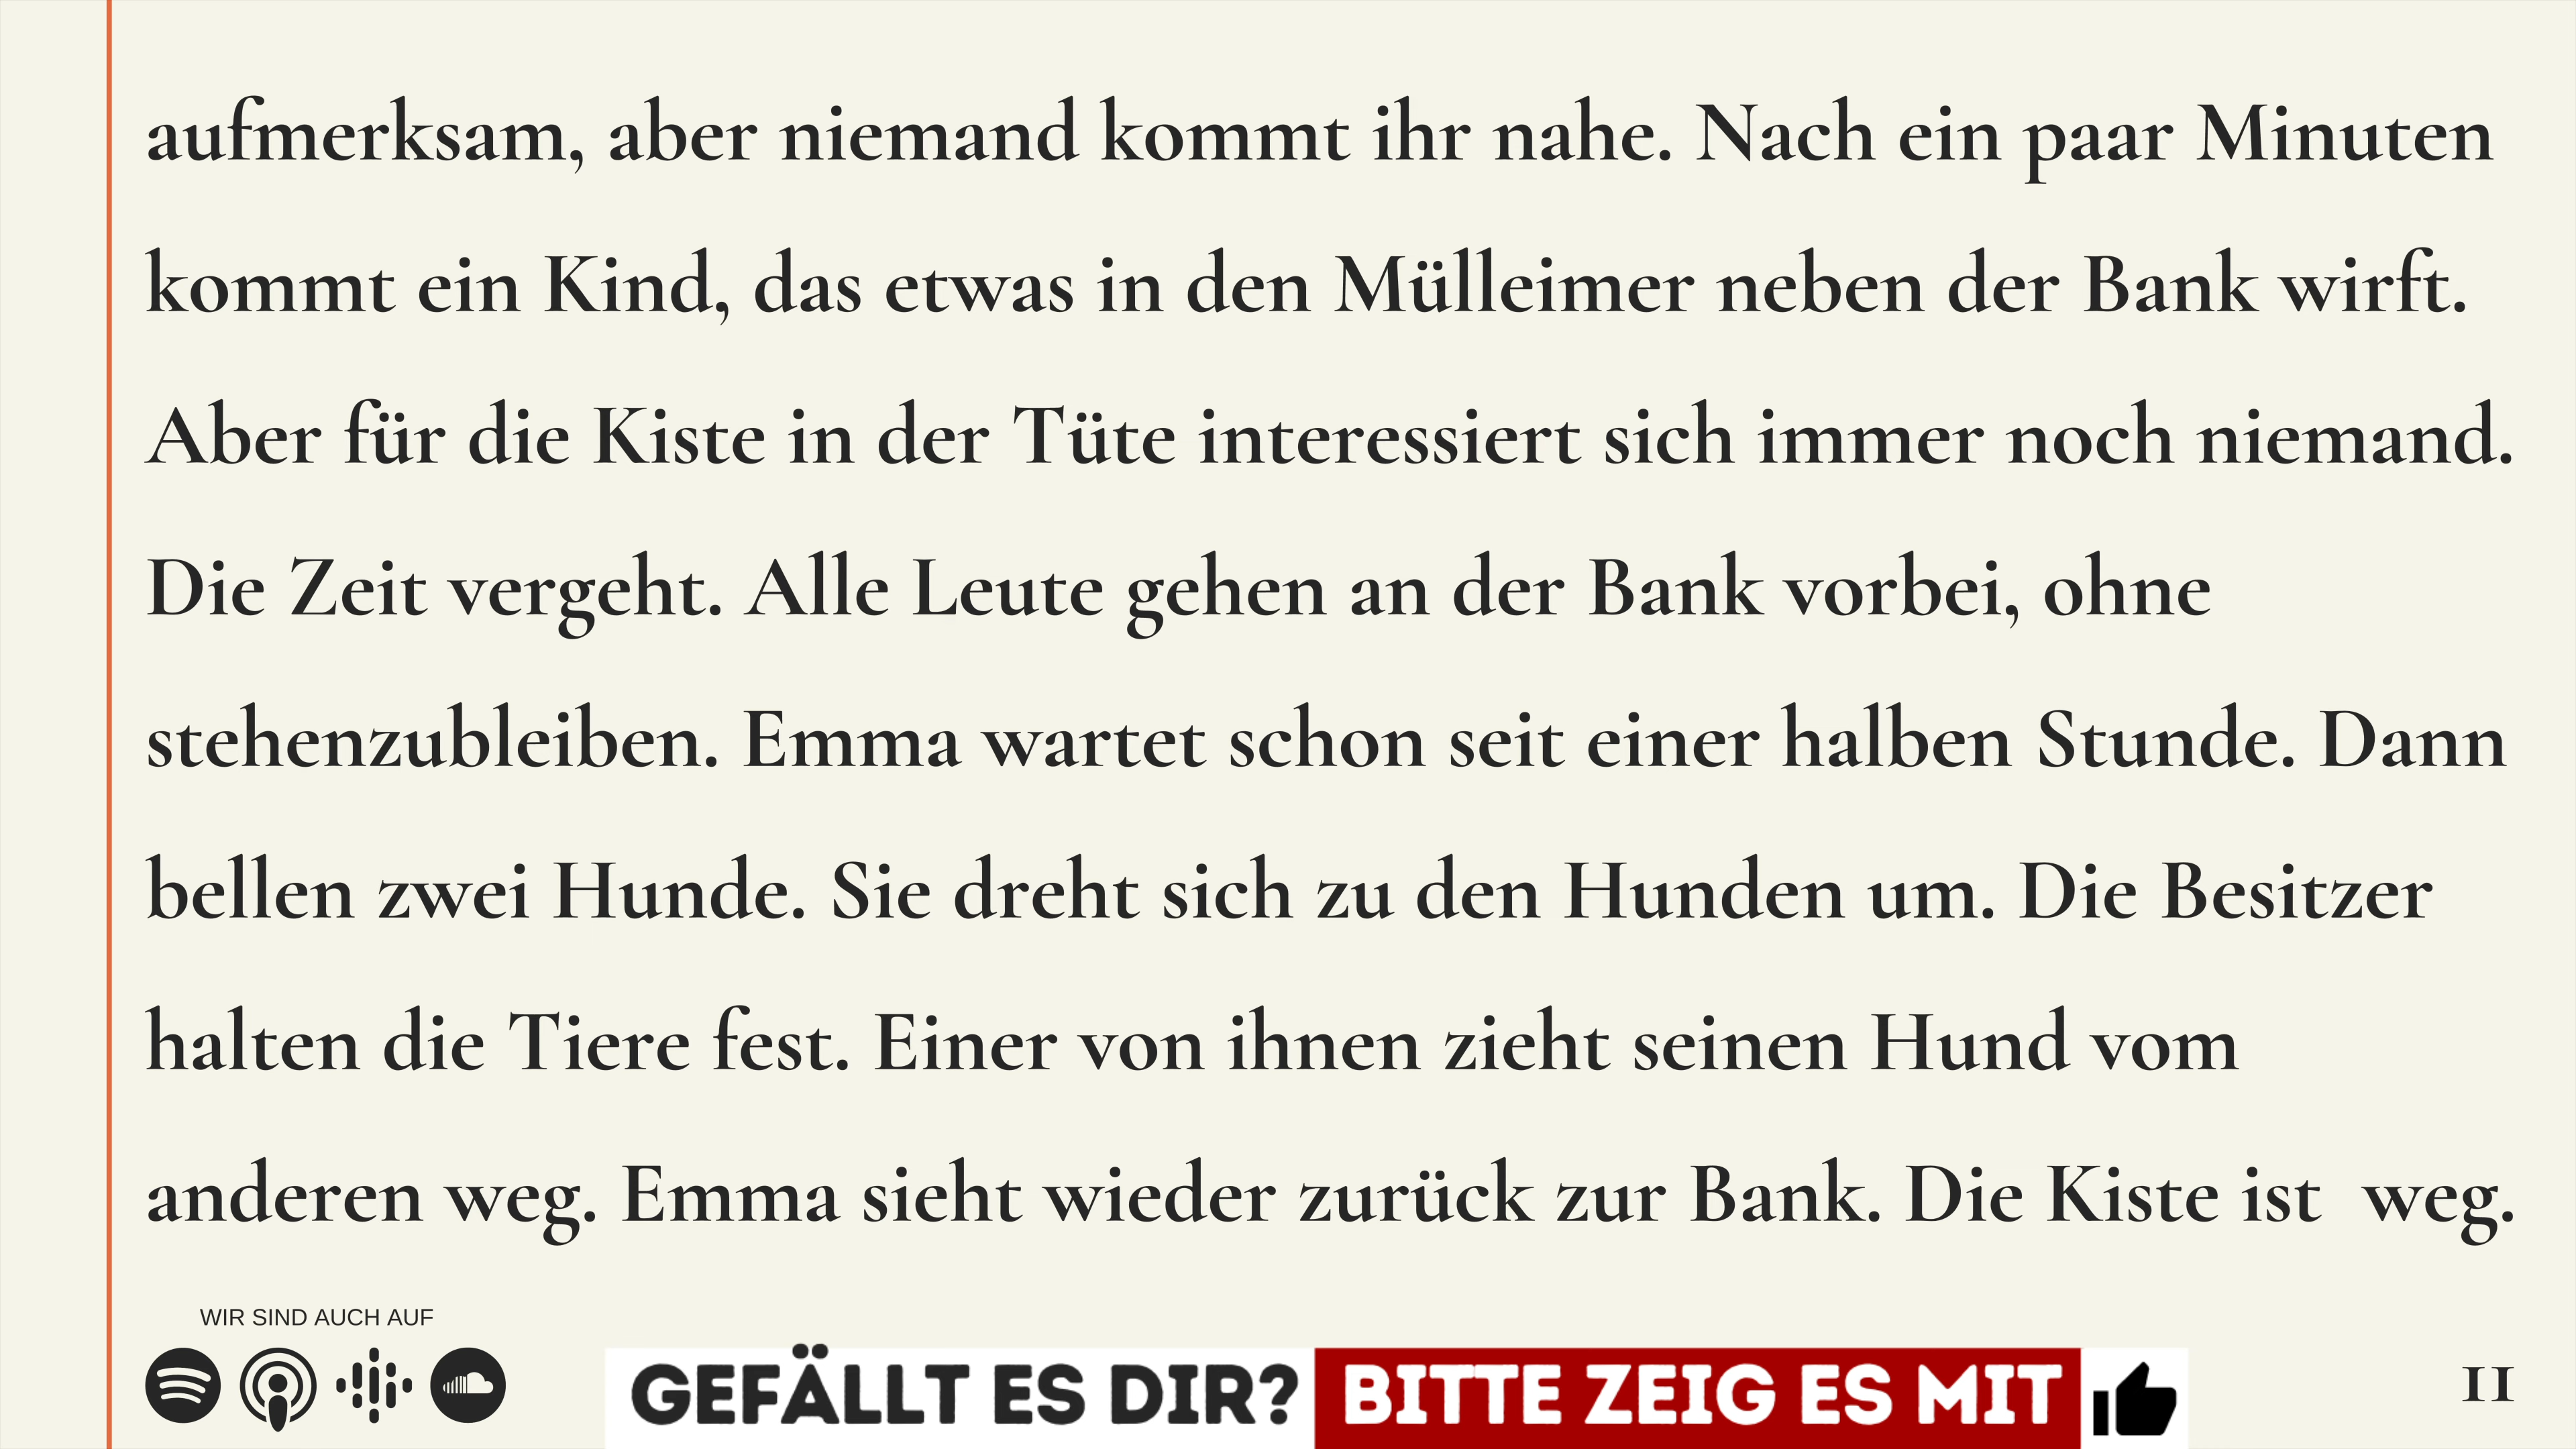 aufmerksam, aber niemand kommt ihr nahe. Nach ein paar Minuten
kommt ein Kind, das etwas in den Mülleimer neben der Bank wirft.
Aber für die Kiste in der Tüte interessiert sich immer noch niemand.
Die Zeit vergeht. Alle Leute gehen an der Bank vorbei, ohne
stehenzubleiben. Emma wartet schon seit einer halben Stunde. Dann
bellen zwei Hunde. Sie dreht sich zu den Hunden um. Die Besitzer
halten die Tiere fest. Einer von ihnen zieht seinen Hund vom
anderen weg. Emma sieht wieder zurück zur Bank. Die Kiste ist  weg.
WIR SIND AUCH AUF
GEFÄLLT ES DIR? BITTE ZEIG ES MIT
11